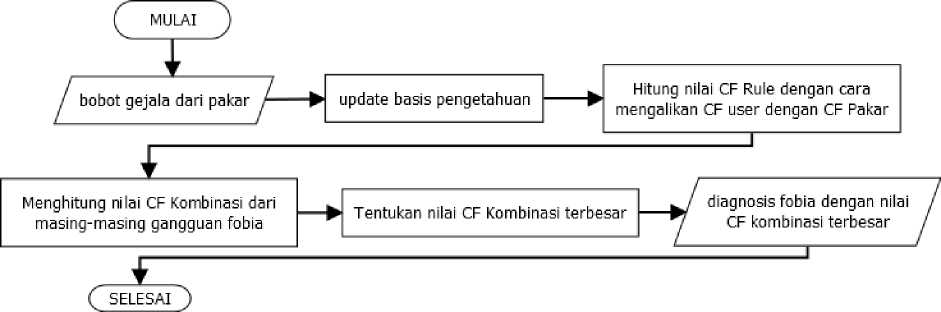 MULAI
bobot gejala dari pakar
update basis pengetahuan
Hitung nilai CF Rule dengan cara
mengalikan CF user dengan CF Pakar
Menghitung nilai CF Kombinasi dari
masing-masing gangguan fobia
Tentukan nilai CF Kombinasi terbesar
diagnosis fobia dengan nilai
CF kombinasi terbesar
SELESAI